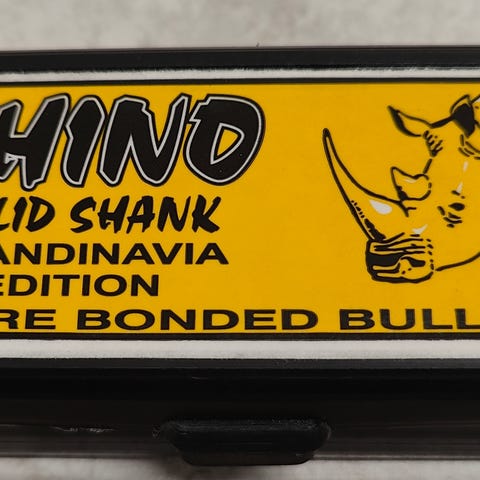 HINO
LID SHANK
ANDINAVIA
EDITION
RE BONDED BULL